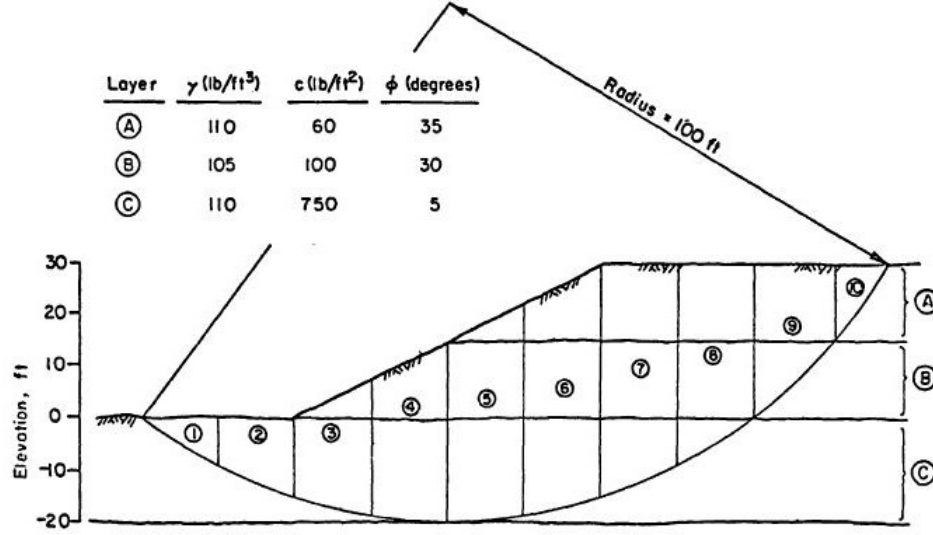 Radius = 100 ft
Layer γ (lb/ft³) c (lb/ft²) φ (degrees)
A 110 60 35
B 105 100 30
C 110 750 5
Elevation, ft
30
20
10
0
-10
-20
1 2 3 4 5 6 7 8 9 10
A
B
C